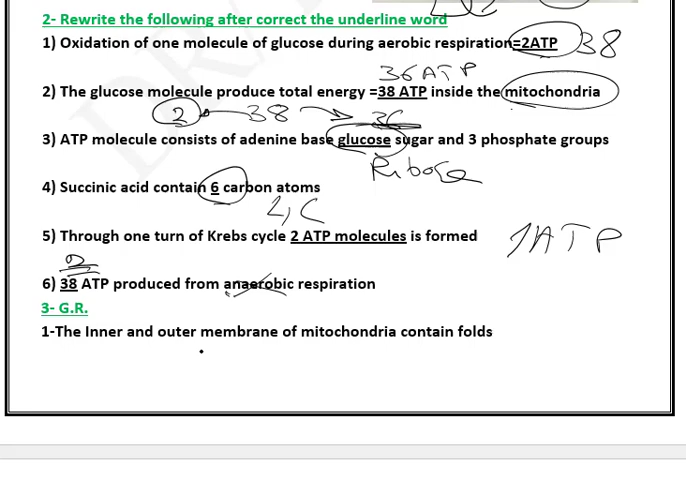 2- Rewrite the following after correct the underline word
1) Oxidation of one molecule of glucose during aerobic respiration=2ATP 38
36 ATP
2) The glucose molecule produce total energy =38 ATP inside the mitochondria
2 38 36
3) ATP molecule consists of adenine base glucose sugar and 3 phosphate groups
Ribose
4) Succinic acid contain 6 carbon atoms
4C
5) Through one turn of Krebs cycle 2 ATP molecules is formed 1ATP
2
6) 38 ATP produced from anaerobic respiration
3- G.R.
1-The Inner and outer membrane of mitochondria contain folds